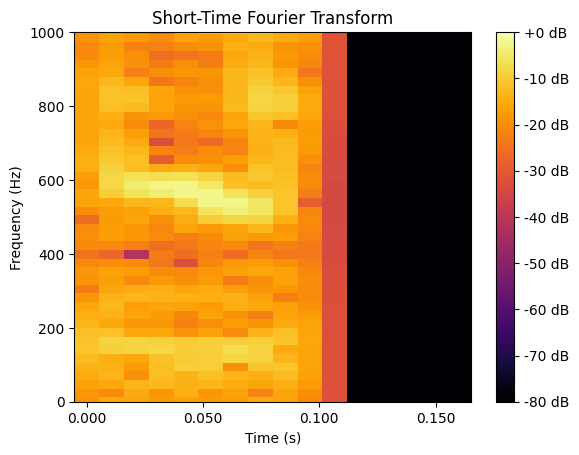 Short-Time Fourier Transform
1000
800
600
400
200
0
Frequency (Hz)
0.000
0.050
0.100
0.150
Time (s)
+0 dB
-10 dB
-20 dB
-30 dB
-40 dB
-50 dB
-60 dB
-70 dB
-80 dB